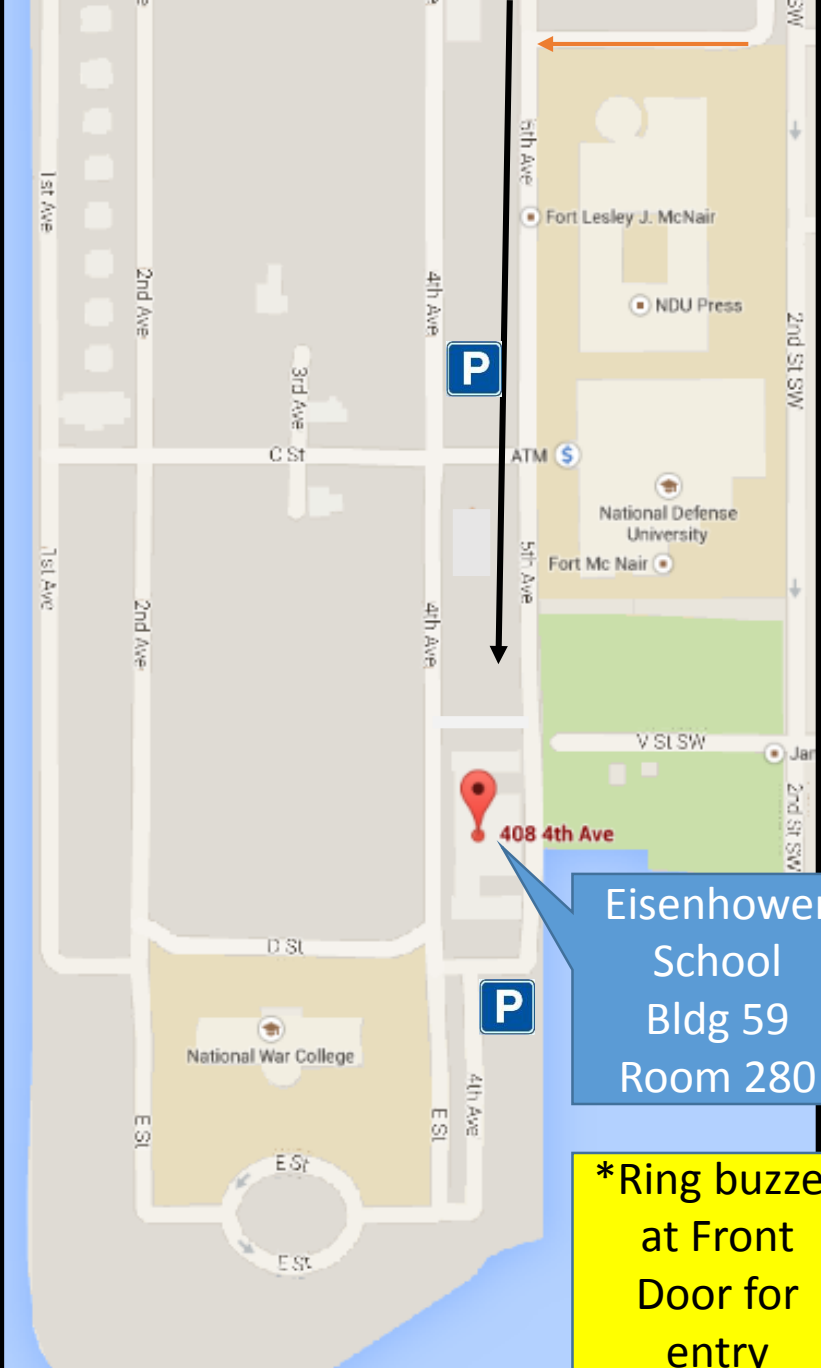 SW
1st Ave
2nd Ave
4th Ave
5th Ave
Fort Lesley J. McNair
NDU Press
2nd St SW
P
3rd Ave
C St
ATM $
National Defense
University
Fort Mc Nair
1st Ave
2nd Ave
4th Ave
5th Ave
V St SW
Jan
2nd St SW
408 4th Ave
Eisenhower
School
Bldg 59
Room 280
D St
P
National War College
E St
E St
4th Ave
E St
E St
*Ring buzze
at Front
Door for
entry